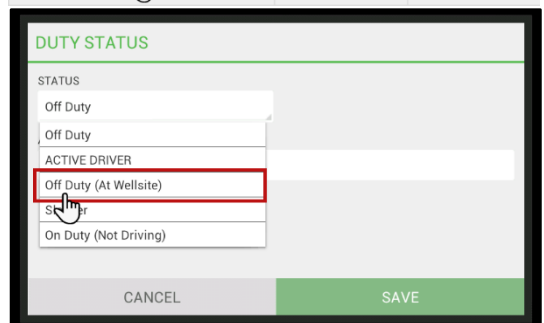 DUTY STATUS
STATUS
Off Duty
Off Duty
ACTIVE DRIVER
Off Duty (At Wellsite)
On Duty (Not Driving)
CANCEL
SAVE